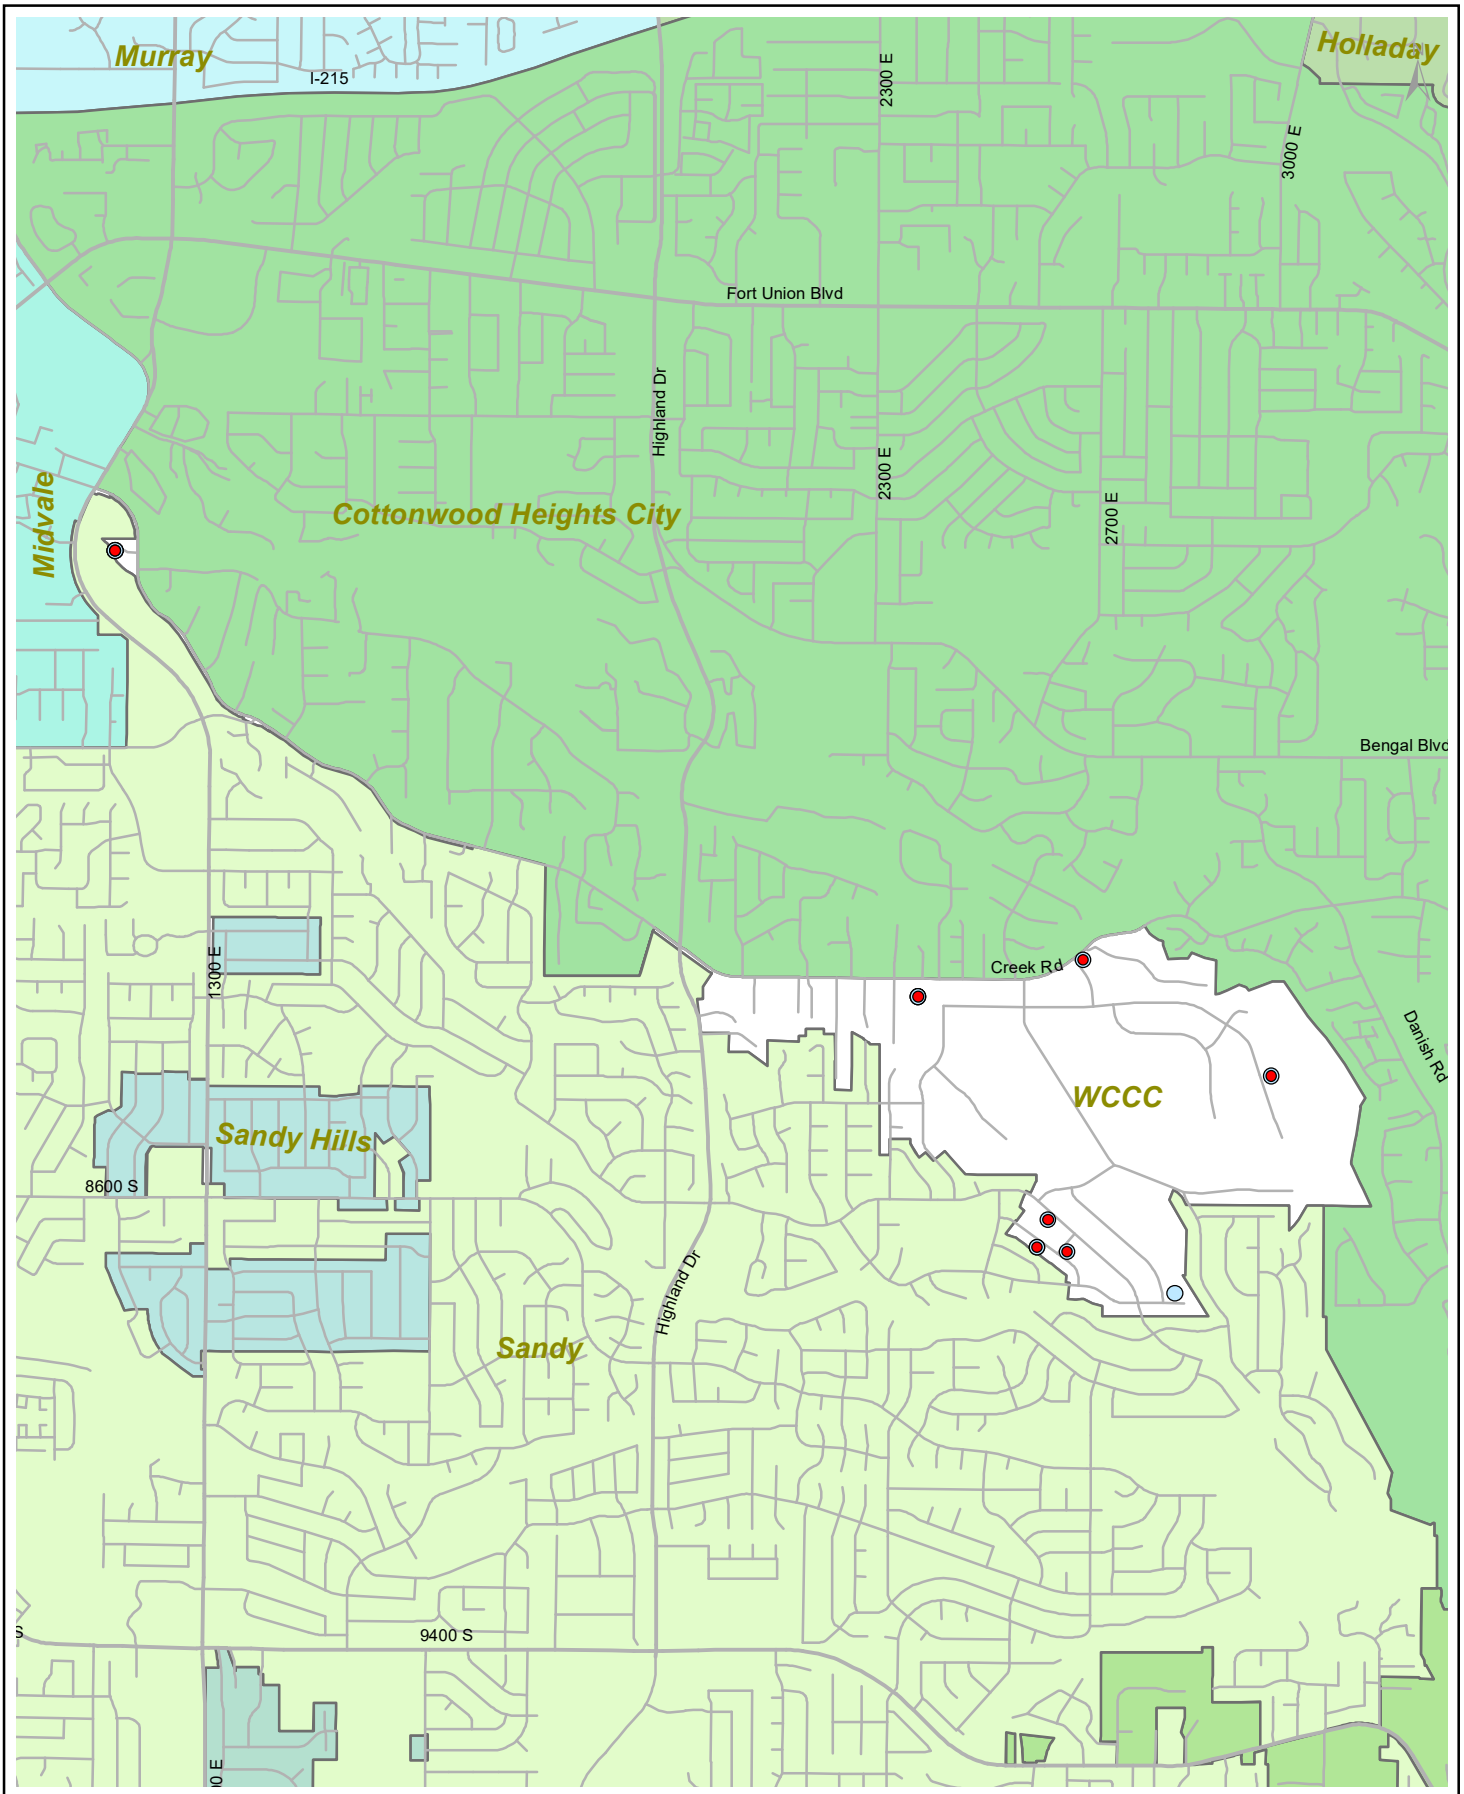 Murray
Holladay
I-215
2300 E
3000 E
Fort Union Blvd
Highland Dr
2300 E
Midvale
Cottonwood Heights City
2700 E
Bengal Blvd
1300 E
Creek Rd
Danish Rd
WCCC
Sandy Hills
8600 S
Highland Dr
Sandy
S
9400 S
00 E